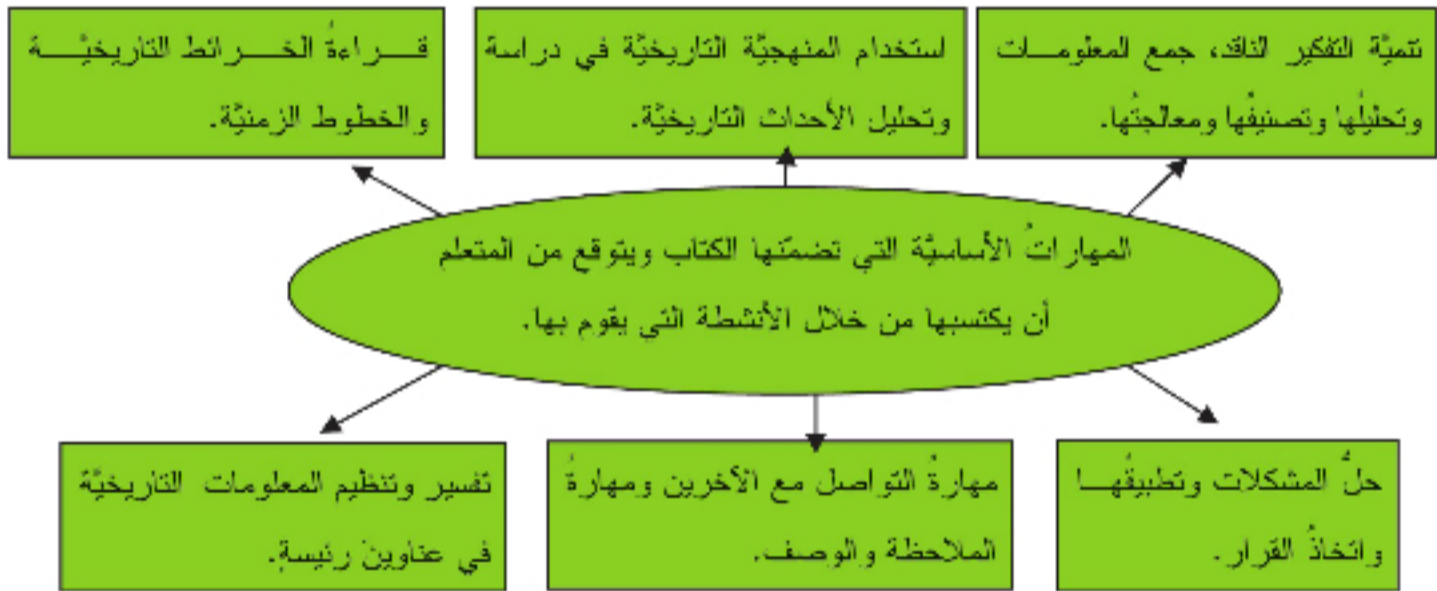 تنميّة التفكير الناقد، جمع المعلومـــات
وتحليلُها وتصنيفُها ومعالجتُها.
استخدام المنهجيّة التاريخيّة في دراسة
وتحليل الأحداث التاريخيّة.
قـــراءةُ الخـــرائط التاريخيّـــة
والخطوط الزمنيّة.
المهاراتُ الأساسيّة التي تضمّنها الكتاب ويتوقع من المتعلم
أن يكتسبها من خلال الأنشطة التي يقوم بها.
حلُّ المشكلات وتطبيقُهـــا
واتخاذُ القرار.
مهارةُ التواصل مع الآخرين ومهارةُ
الملاحظة والوصف.
تفسير وتنظيم المعلومات التاريخيّة
في عناوينَ رئيسةٍ.